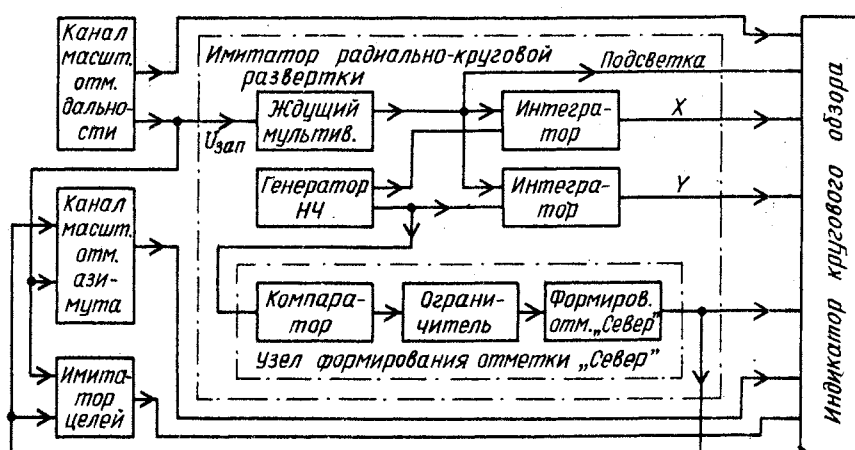 Канал
масшт.
отм.
дально-
сти
Имитатор радиально-круговой
развертки
Подсветка
Ждущий
мультив.
Uзап
Интегра-
тор
X
Генератор
НЧ
Интегра-
тор
Y
Канал
масшт.
отм.
ази-
мута
Компара-
тор
Ограни-
читель
Формиров.
отм.„Север"
Узел формирования отметки „Север"
Имита-
тор
целей
Индикатор кругового обзора